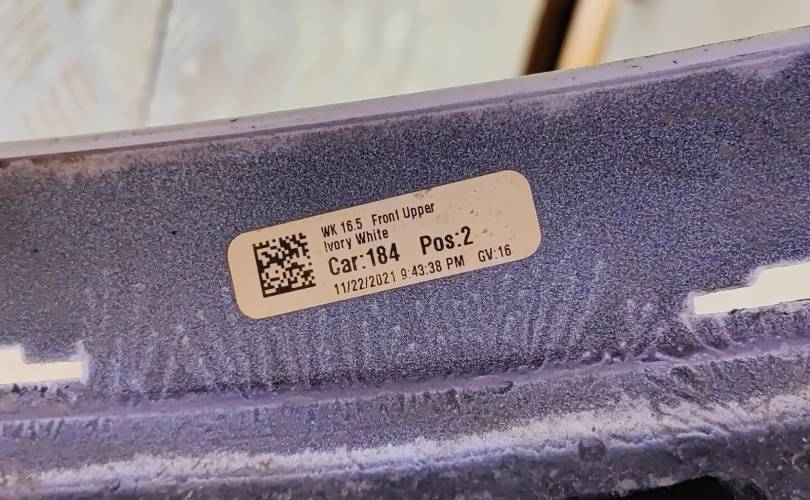 WK 16.5 Front Upper
Ivory White
Car:184 Pos:2
11/22/2021 9:43:38 PM GV:16